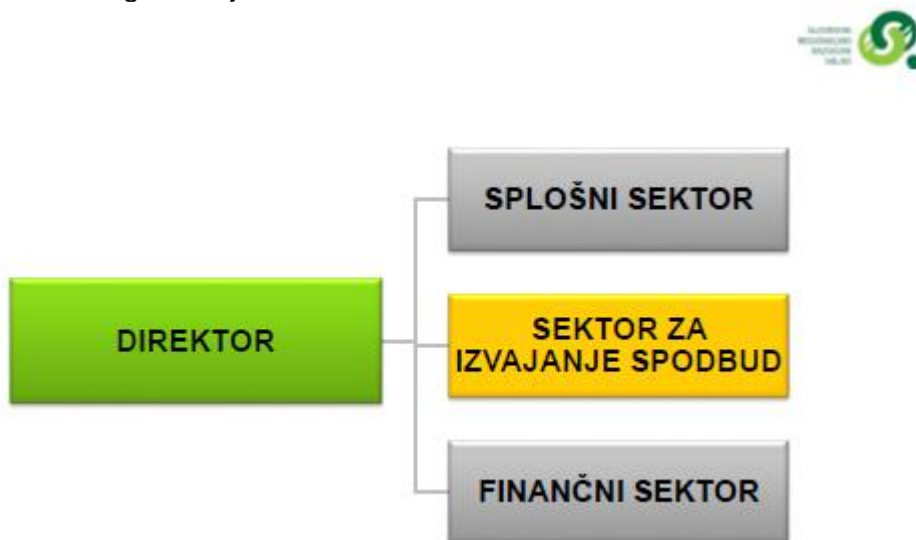 DIREKTOR
SPLOŠNI SEKTOR
SEKTOR ZA
IZVAJANJE SPODBUD
FINANČNI SEKTOR